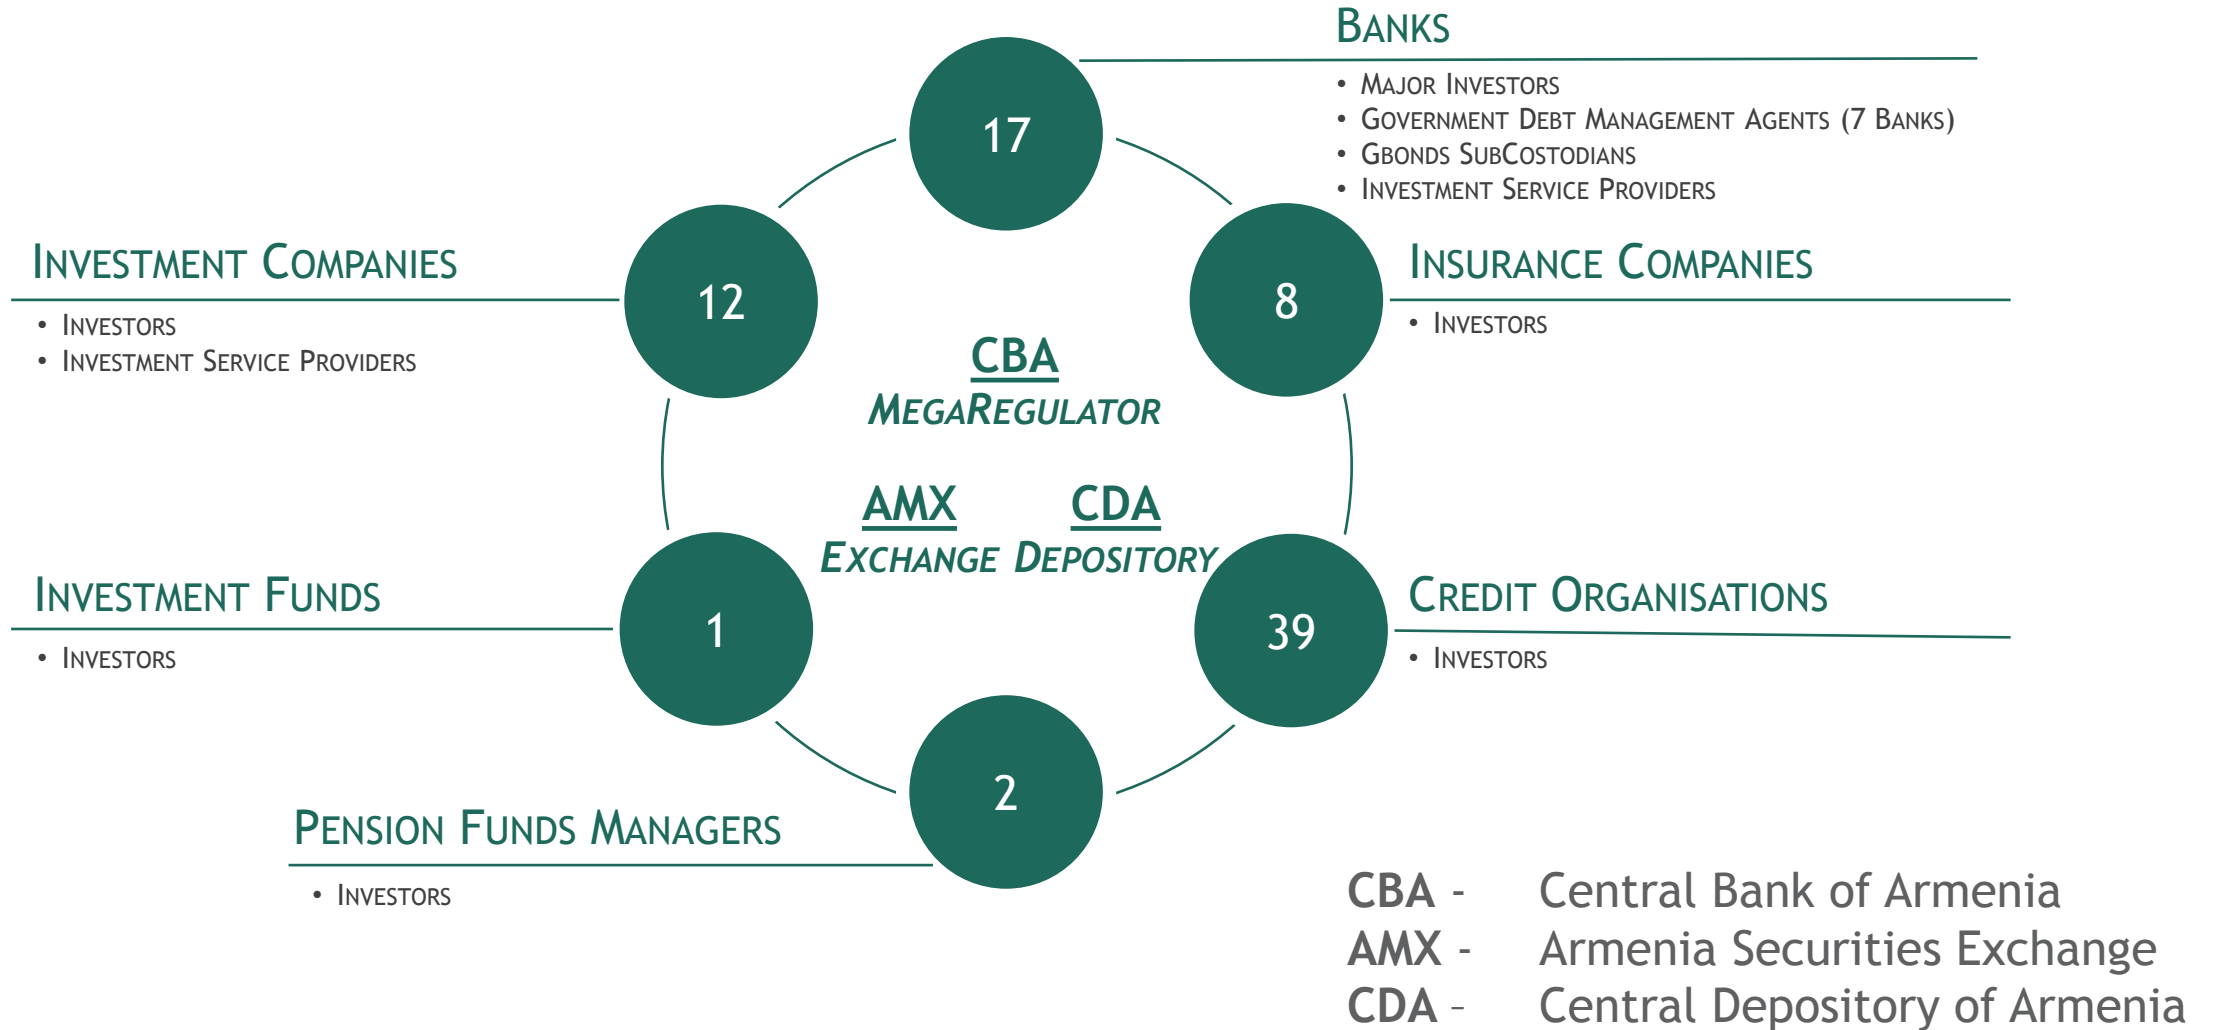 BANKS
• MAJOR INVESTORS
• GOVERNMENT DEBT MANAGEMENT AGENTS (7 BANKS)
• GBONDS SUBCOSTODIANS
• INVESTMENT SERVICE PROVIDERS
17
INVESTMENT COMPANIES
• INVESTORS
• INVESTMENT SERVICE PROVIDERS
12
8
INSURANCE COMPANIES
• INVESTORS
CBA
MEGAREGULATOR
AMX CDA
EXCHANGE DEPOSITORY
INVESTMENT FUNDS
• INVESTORS
1
39
CREDIT ORGANISATIONS
• INVESTORS
2
PENSION FUNDS MANAGERS
• INVESTORS
CBA - Central Bank of Armenia
AMX - Armenia Securities Exchange
CDA – Central Depository of Armenia